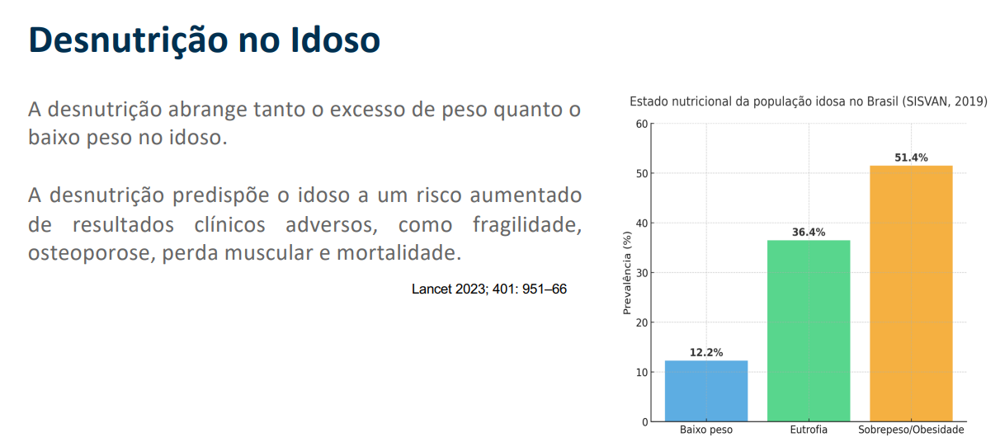 Desnutrição no Idoso
A desnutrição abrange tanto o excesso de peso quanto o
baixo peso no idoso.
A desnutrição predispõe o idoso a um risco aumentado
de resultados clínicos adversos, como fragilidade,
osteoporose, perda muscular e mortalidade.
Lancet 2023; 401: 951–66
Estado nutricional da população idosa no Brasil (SISVAN, 2019)
Prevalência (%)
60
50
40
30
20
10
0
12.2%
36.4%
51.4%
Baixo peso
Eutrofia
Sobrepeso/Obesidade